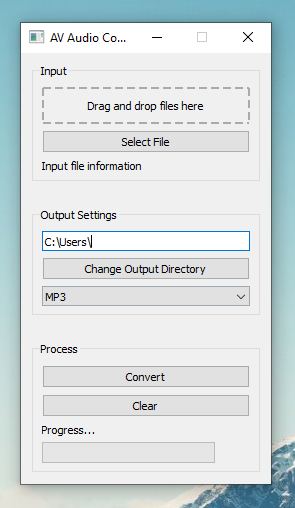 AV Audio Co...
Input
Drag and drop files here
Select File
Input file information
Output Settings
C:\Users\
Change Output Directory
MP3
Process
Convert
Clear
Progress...